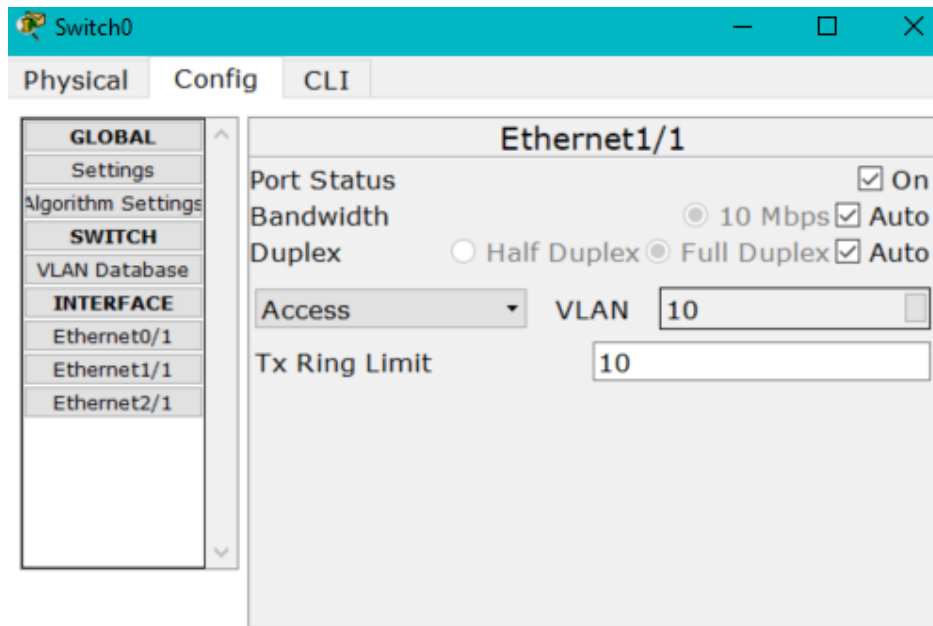 Switch0
Physical Config CLI
GLOBAL
Settings
Algorithm Settings
SWITCH
VLAN Database
INTERFACE
Ethernet0/1
Ethernet1/1
Ethernet2/1
Ethernet1/1
Port Status On
Bandwidth 10 Mbps Auto
Duplex Half Duplex Full Duplex Auto
Access VLAN 10
Tx Ring Limit 10